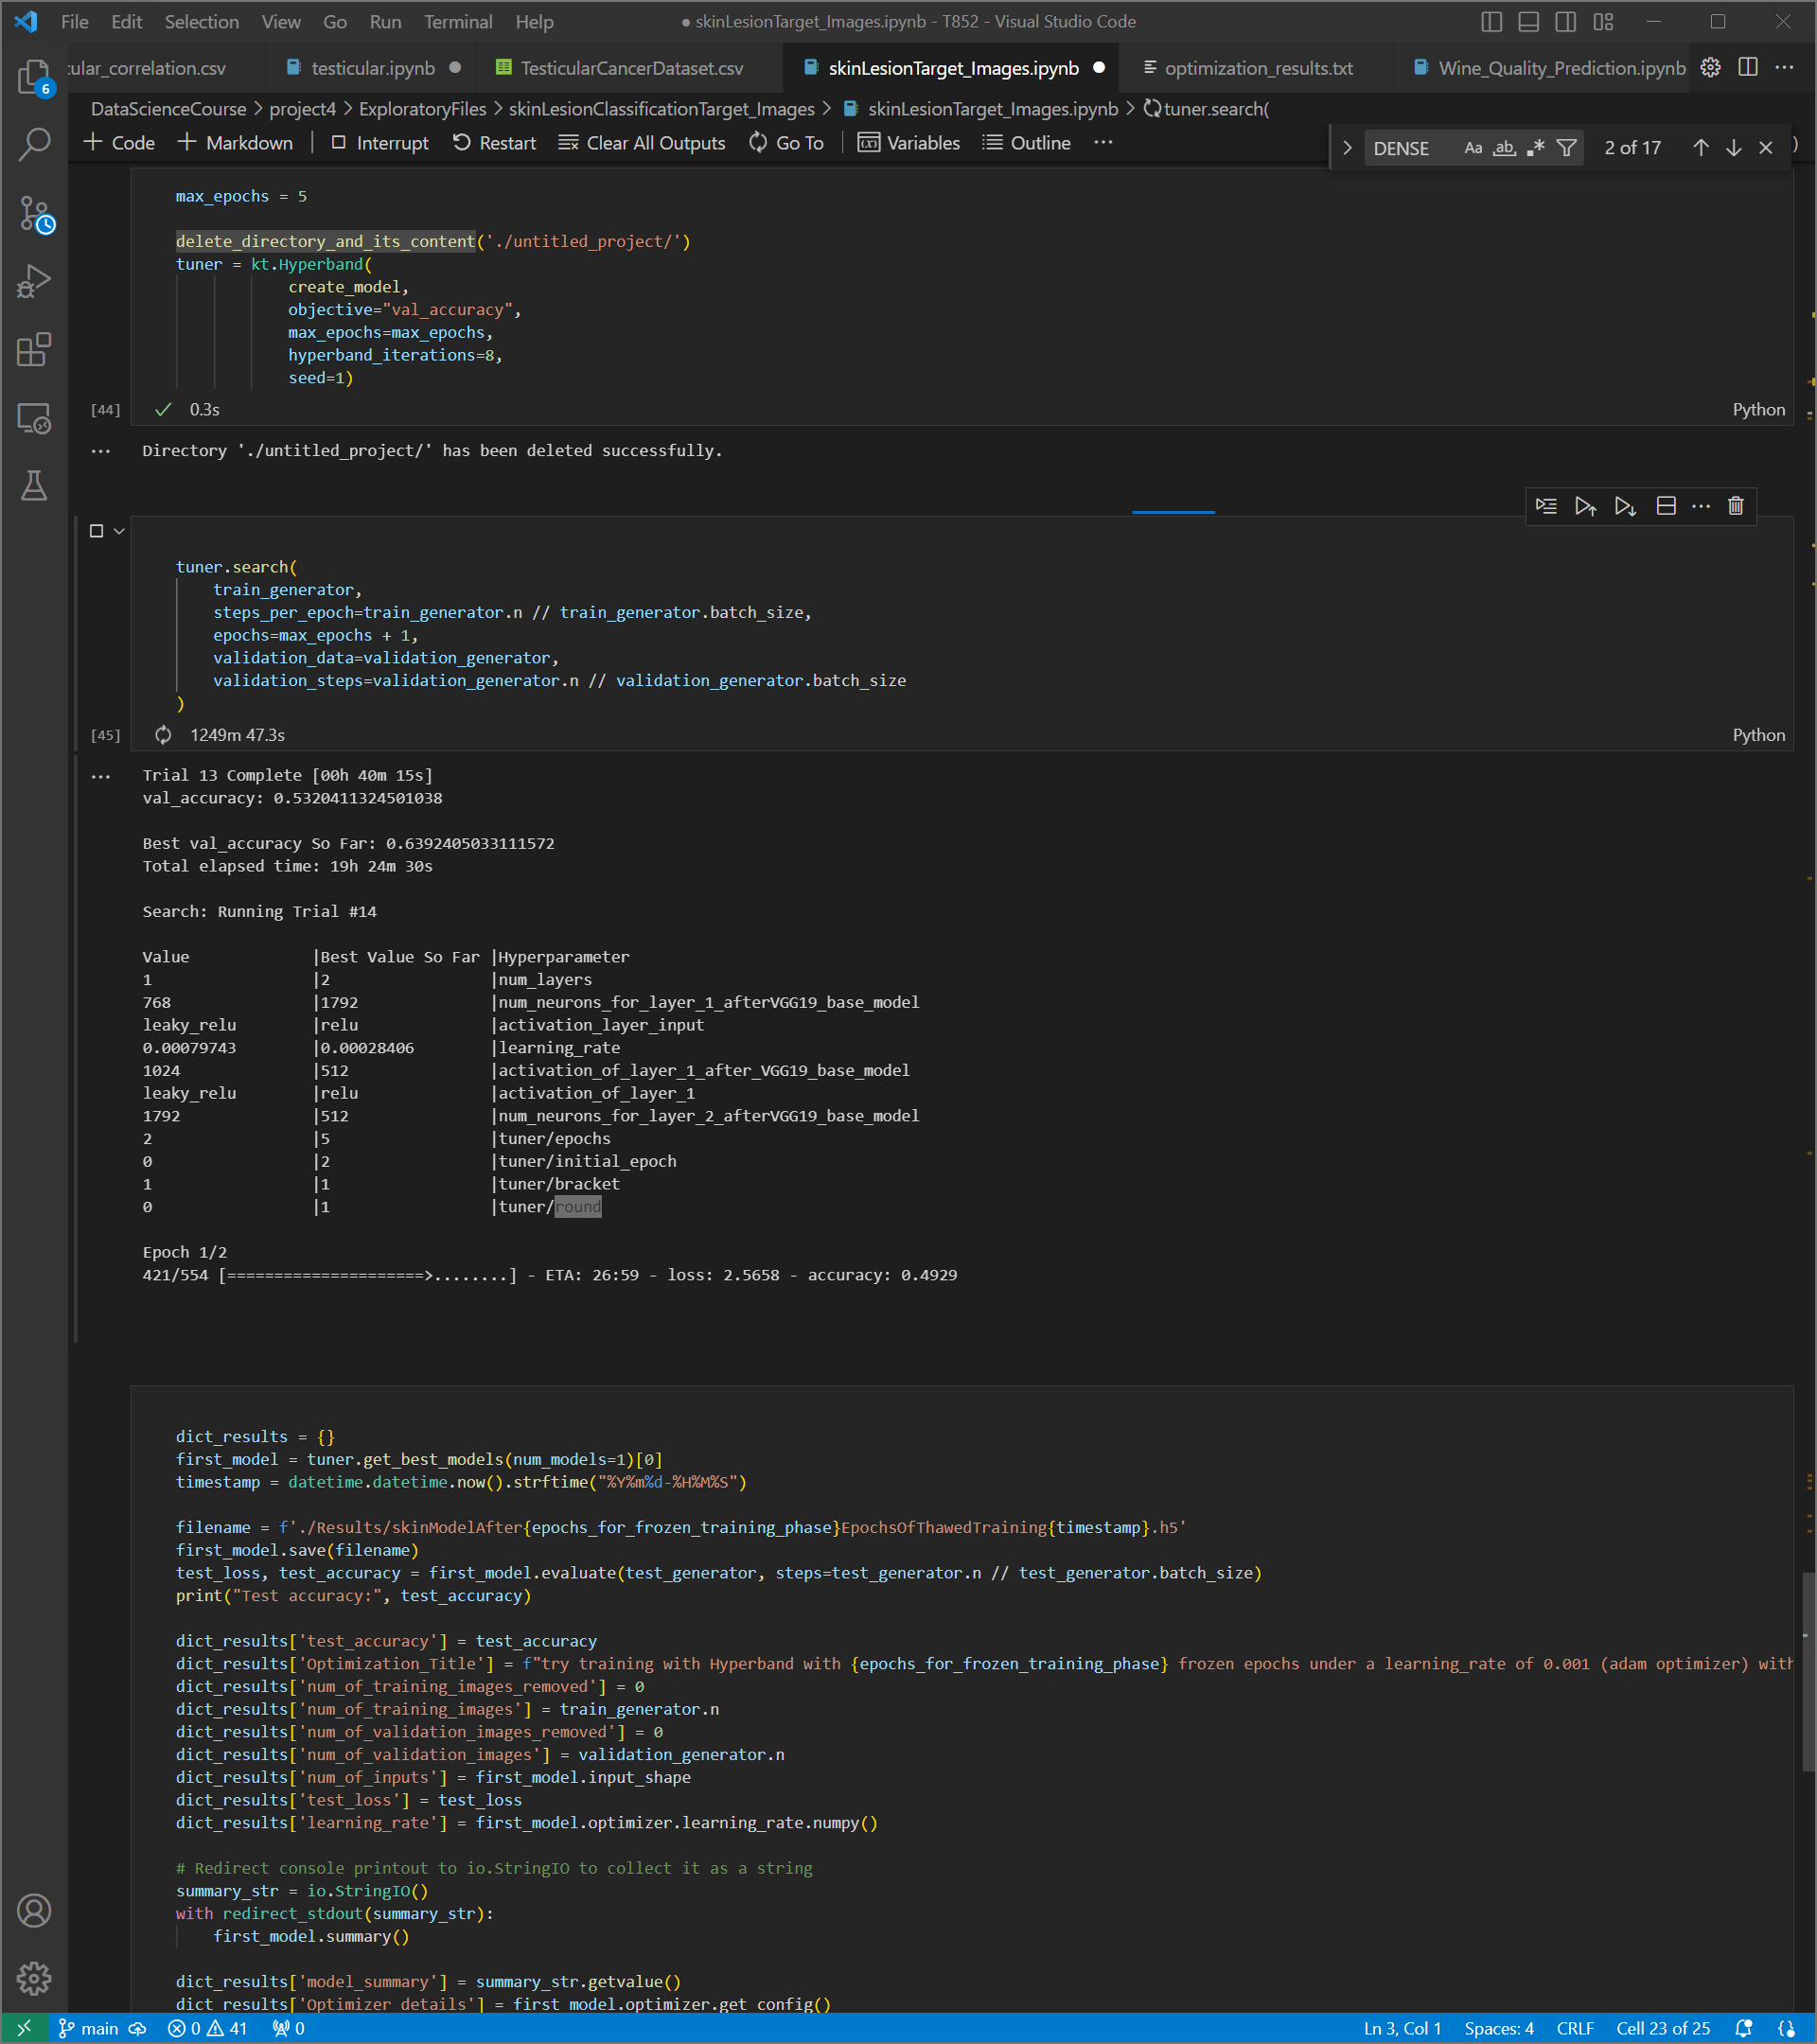 File Edit Selection View Go Run Terminal Help ● skinLesionTarget_Images.ipynb - T852 - Visual Studio Code
cular_correlation.csv testicular.ipynb TesticularCancerDataset.csv skinLesionTarget_Images.ipynb optimization_results.txt Wine_Quality_Prediction.ipynb
6
DataScienceCourse > project4 > ExploratoryFiles > skinLesionClassificationTarget_Images > skinLesionTarget_Images.ipynb > tuner.search(
+ Code + Markdown Interrupt Restart Clear All Outputs Go To Variables Outline ...
DENSE Aa ab 2 of 17
max_epochs = 5
delete_directory_and_its_content('./untitled_project/')
tuner = kt.Hyperband(
create_model,
objective="val_accuracy",
max_epochs=max_epochs,
hyperband_iterations=8,
seed=1)
[44] 0.3s Python
... Directory './untitled_project/' has been deleted successfully.
tuner.search(
train_generator,
steps_per_epoch=train_generator.n // train_generator.batch_size,
epochs=max_epochs + 1,
validation_data=validation_generator,
validation_steps=validation_generator.n // validation_generator.batch_size
)
[45] 1249m 47.3s Python
... Trial 13 Complete [00h 40m 15s]
val_accuracy: 0.5320411324501038
Best val_accuracy So Far: 0.6392405033111572
Total elapsed time: 19h 24m 30s
Search: Running Trial #14
Value |Best Value So Far |Hyperparameter
1 |2 |num_layers
768 |1792 |num_neurons_for_layer_1_afterVGG19_base_model
leaky_relu |relu |activation_layer_input
0.00079743 |0.00028406 |learning_rate
1024 |512 |activation_of_layer_1_after_VGG19_base_model
leaky_relu |relu |activation_of_layer_1
1792 |512 |num_neurons_for_layer_2_afterVGG19_base_model
2 |5 |tuner/epochs
0 |2 |tuner/initial_epoch
1 |1 |tuner/bracket
0 |1 |tuner/round
Epoch 1/2
421/554 [=====================>........] - ETA: 26:59 - loss: 2.5658 - accuracy: 0.4929
dict_results = {}
first_model = tuner.get_best_models(num_models=1)[0]
timestamp = datetime.datetime.now().strftime("%Y%m%d-%H%M%S")
filename = f'./Results/skinModelAfter{epochs_for_frozen_training_phase}EpochsOfThawedTraining{timestamp}.h5'
first_model.save(filename)
test_loss, test_accuracy = first_model.evaluate(test_generator, steps=test_generator.n // test_generator.batch_size)
print("Test accuracy:", test_accuracy)
dict_results['test_accuracy'] = test_accuracy
dict_results['Optimization_Title'] = f"try training with Hyperband with {epochs_for_frozen_training_phase} frozen epochs under a learning_rate of 0.001 (adam optimizer) with
dict_results['num_of_training_images_removed'] = 0
dict_results['num_of_training_images'] = train_generator.n
dict_results['num_of_validation_images_removed'] = 0
dict_results['num_of_validation_images'] = validation_generator.n
dict_results['num_of_inputs'] = first_model.input_shape
dict_results['test_loss'] = test_loss
dict_results['learning_rate'] = first_model.optimizer.learning_rate.numpy()
# Redirect console printout to io.StringIO to collect it as a string
summary_str = io.StringIO()
with redirect_stdout(summary_str):
first_model.summary()
dict_results['model_summary'] = summary_str.getvalue()
dict_results['Optimizer_details'] = first_model.optimizer.get_config()
main 0 41 0 Ln 3, Col 1 Spaces: 4 CRLF Cell 23 of 25